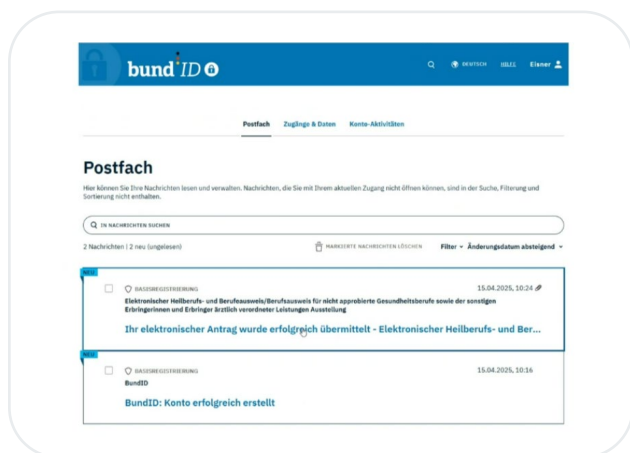 bund ID
DEUTSCH HILFE Eisner
Postfach Zugänge & Daten Konto-Aktivitäten
Postfach
Hier können Sie Ihre Nachrichten lesen und verwalten. Nachrichten, die Sie mit Ihrem aktuellen Zugang nicht öffnen können, sind in der Suche, Filterung und
Sortierung nicht enthalten.
IN NACHRICHTEN SUCHEN
2 Nachrichten | 2 neu (ungelesen) MARKIERTE NACHRICHTEN LÖSCHEN Filter Änderungsdatum absteigend
NEU
BASISREGISTRIERUNG 15.04.2025, 10:24
Elektronischer Heilberufs- und Berufeausweis/Berufsausweis für nicht approbierte Gesundheitsberufe sowie der sonstigen
Erbringerinnen und Erbringer ärztlich verordneter Leistungen Ausstellung
Ihr elektronischer Antrag wurde erfolgreich übermittelt - Elektronischer Heilberufs- und Ber...
NEU
BASISREGISTRIERUNG 15.04.2025, 10:16
BundID
BundID: Konto erfolgreich erstellt